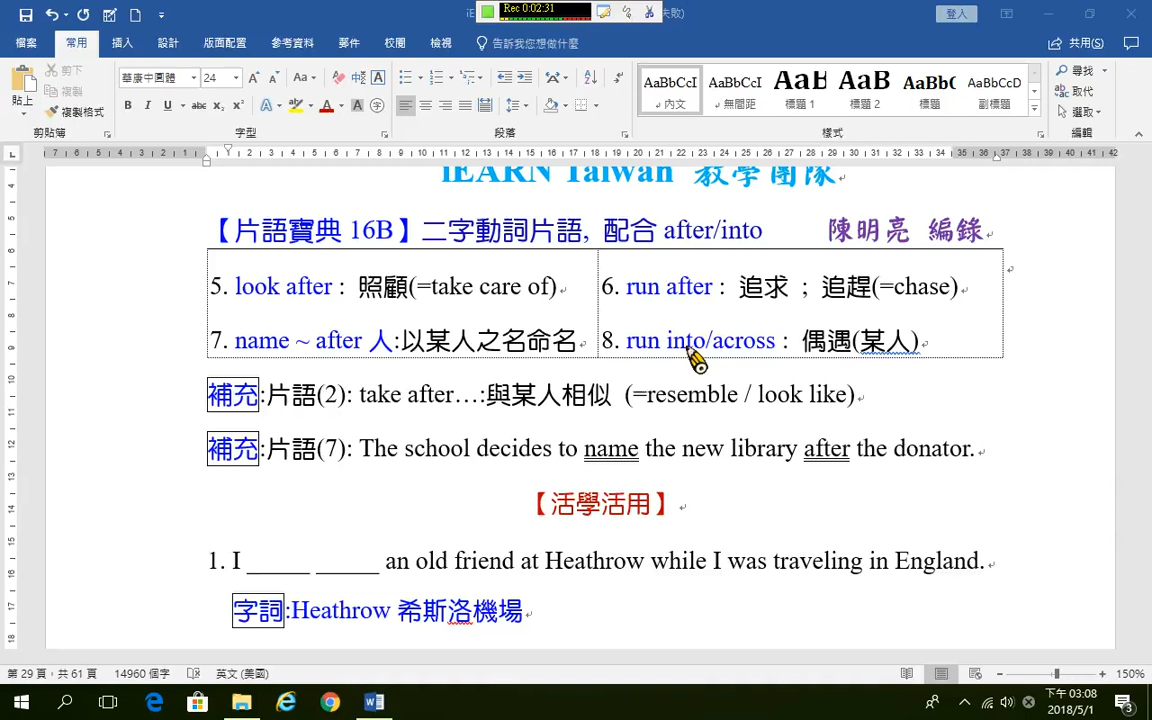 Rec 0:02:31
敗)
登入
檔案 常用 插入 設計 版面配置 參考資料 郵件 校閱 檢視 告訴我您想做什麼 共用(S)
貼上 剪下 複製 複製格式
華康中圓體 24
AaBbCcI AaBbCcI AaBb AaBb AaBb( AaBbCcD
內文 無間距 標題 1 標題 2 標題 副標題
尋找 取代 選取
剪貼簿 字型 段落 樣式 編輯
iEARN Taiwan 教學團隊
【片語寶典 16B】二字動詞片語, 配合 after/into 陳明亮 編錄
5. look after : 照顧(=take care of) 6. run after : 追求 ; 追趕(=chase)
7. name ~ after 人:以某人之名命名 8. run into/across : 偶遇(某人)
補充:片語(2): take after…:與某人相似 (=resemble / look like)
補充:片語(7): The school decides to name the new library after the donator.
【活學活用】
1. I _____ _____ an old friend at Heathrow while I was traveling in England.
字詞:Heathrow 希斯洛機場
第 29 頁，共 61 頁 14960 個字 英文 (美國) 150%
下午 03:08
2018/5/1